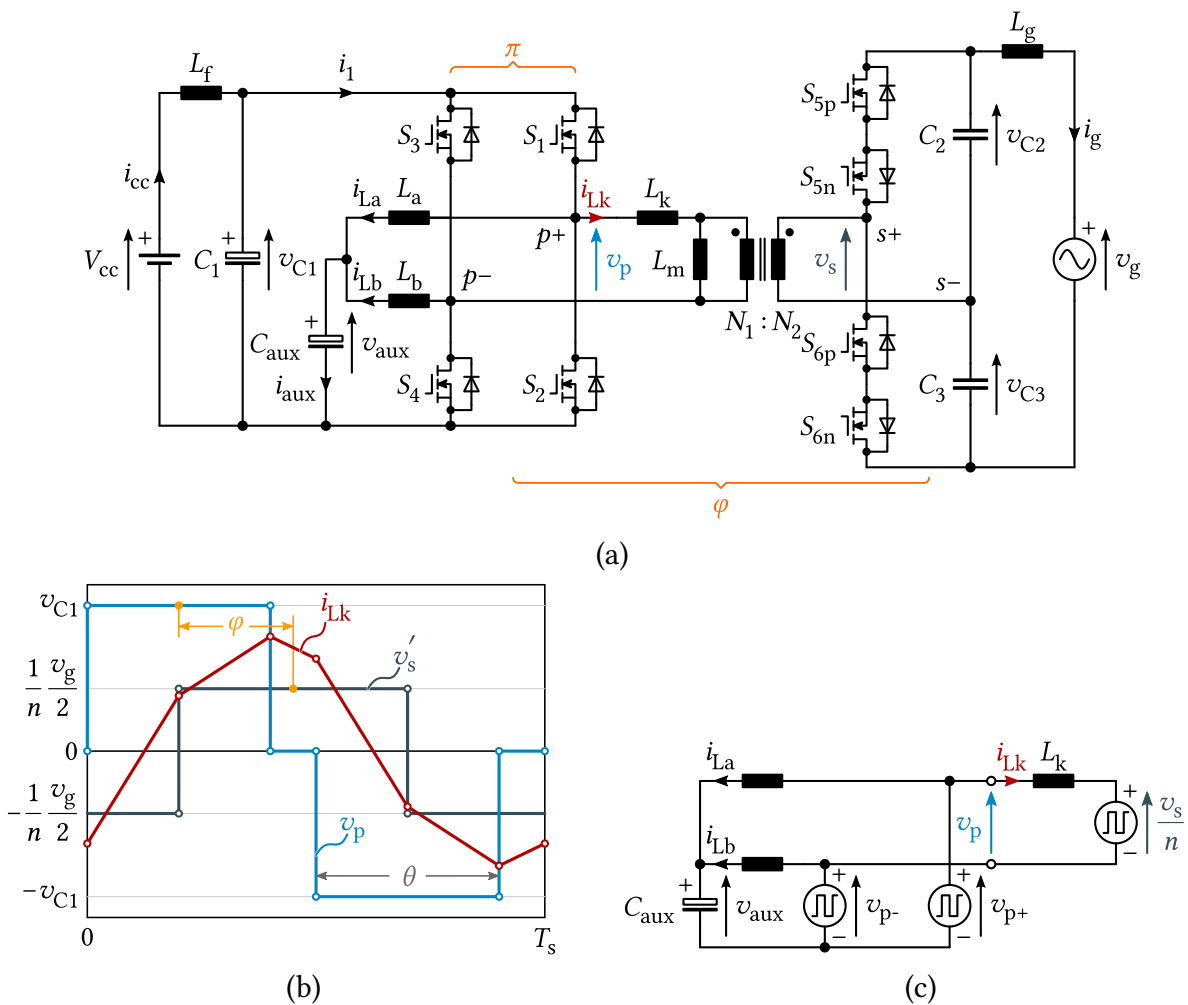 π
L_f
i_1
L_g
S_3
S_1
S_5p
C_2
v_C2
i_g
i_cc
S_5n
i_La
L_a
i_Lk
L_k
+
+
p+
s+
+
V_cc
C_1
v_C1
v_p
L_m
v_s
v_g
i_Lb
L_b
p−
s−
+
N_1 : N_2
C_aux
v_aux
S_6p
i_aux
S_4
S_2
C_3
v_C3
S_6n
φ
(a)
v_C1
φ
i_Lk
1/n v_g/2
v_s′
0
−1/n v_g/2
v_p
θ
−v_C1
0
T_s
(b)
i_La
i_Lk
L_k
+
v_p
v_s/n
i_Lb
−
+
+
+
C_aux
v_aux
v_p-
v_p+
−
−
(c)